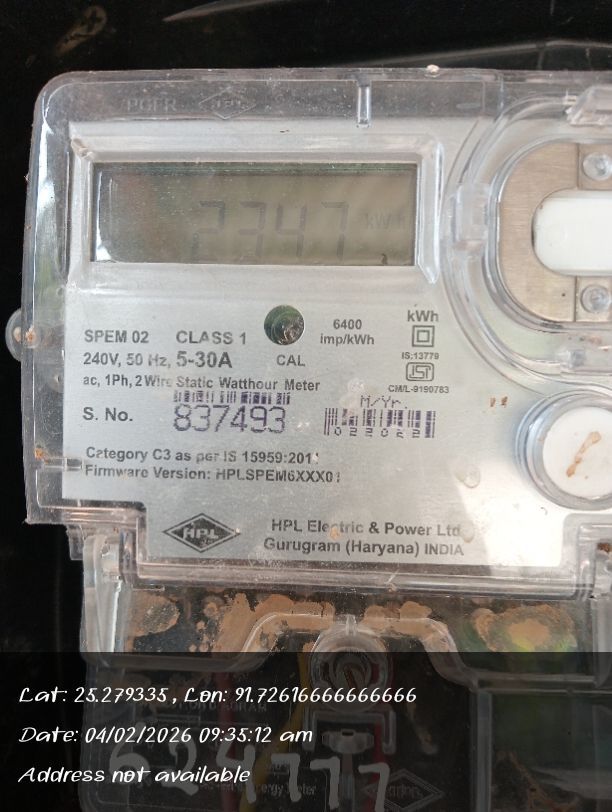 2347 kWh
6400
imp/kWh
kWh
SPEM 02 CLASS 1
240V, 50 Hz, 5-30A
CAL
IS:13779
ac, 1Ph, 2 Wire Static Watthour Meter
CM/L-9190783
M/Yr.
S. No. 837493
022022
Category C3 as per IS 15959:2011
Firmware Version: HPLSPEM6XXX01
HPL
HPL Electric & Power Ltd
Gurugram (Haryana) INDIA
Lat: 25.279335, Lon: 91.72616666666666
Date: 04/02/2026 09:35:12 am
Address not available